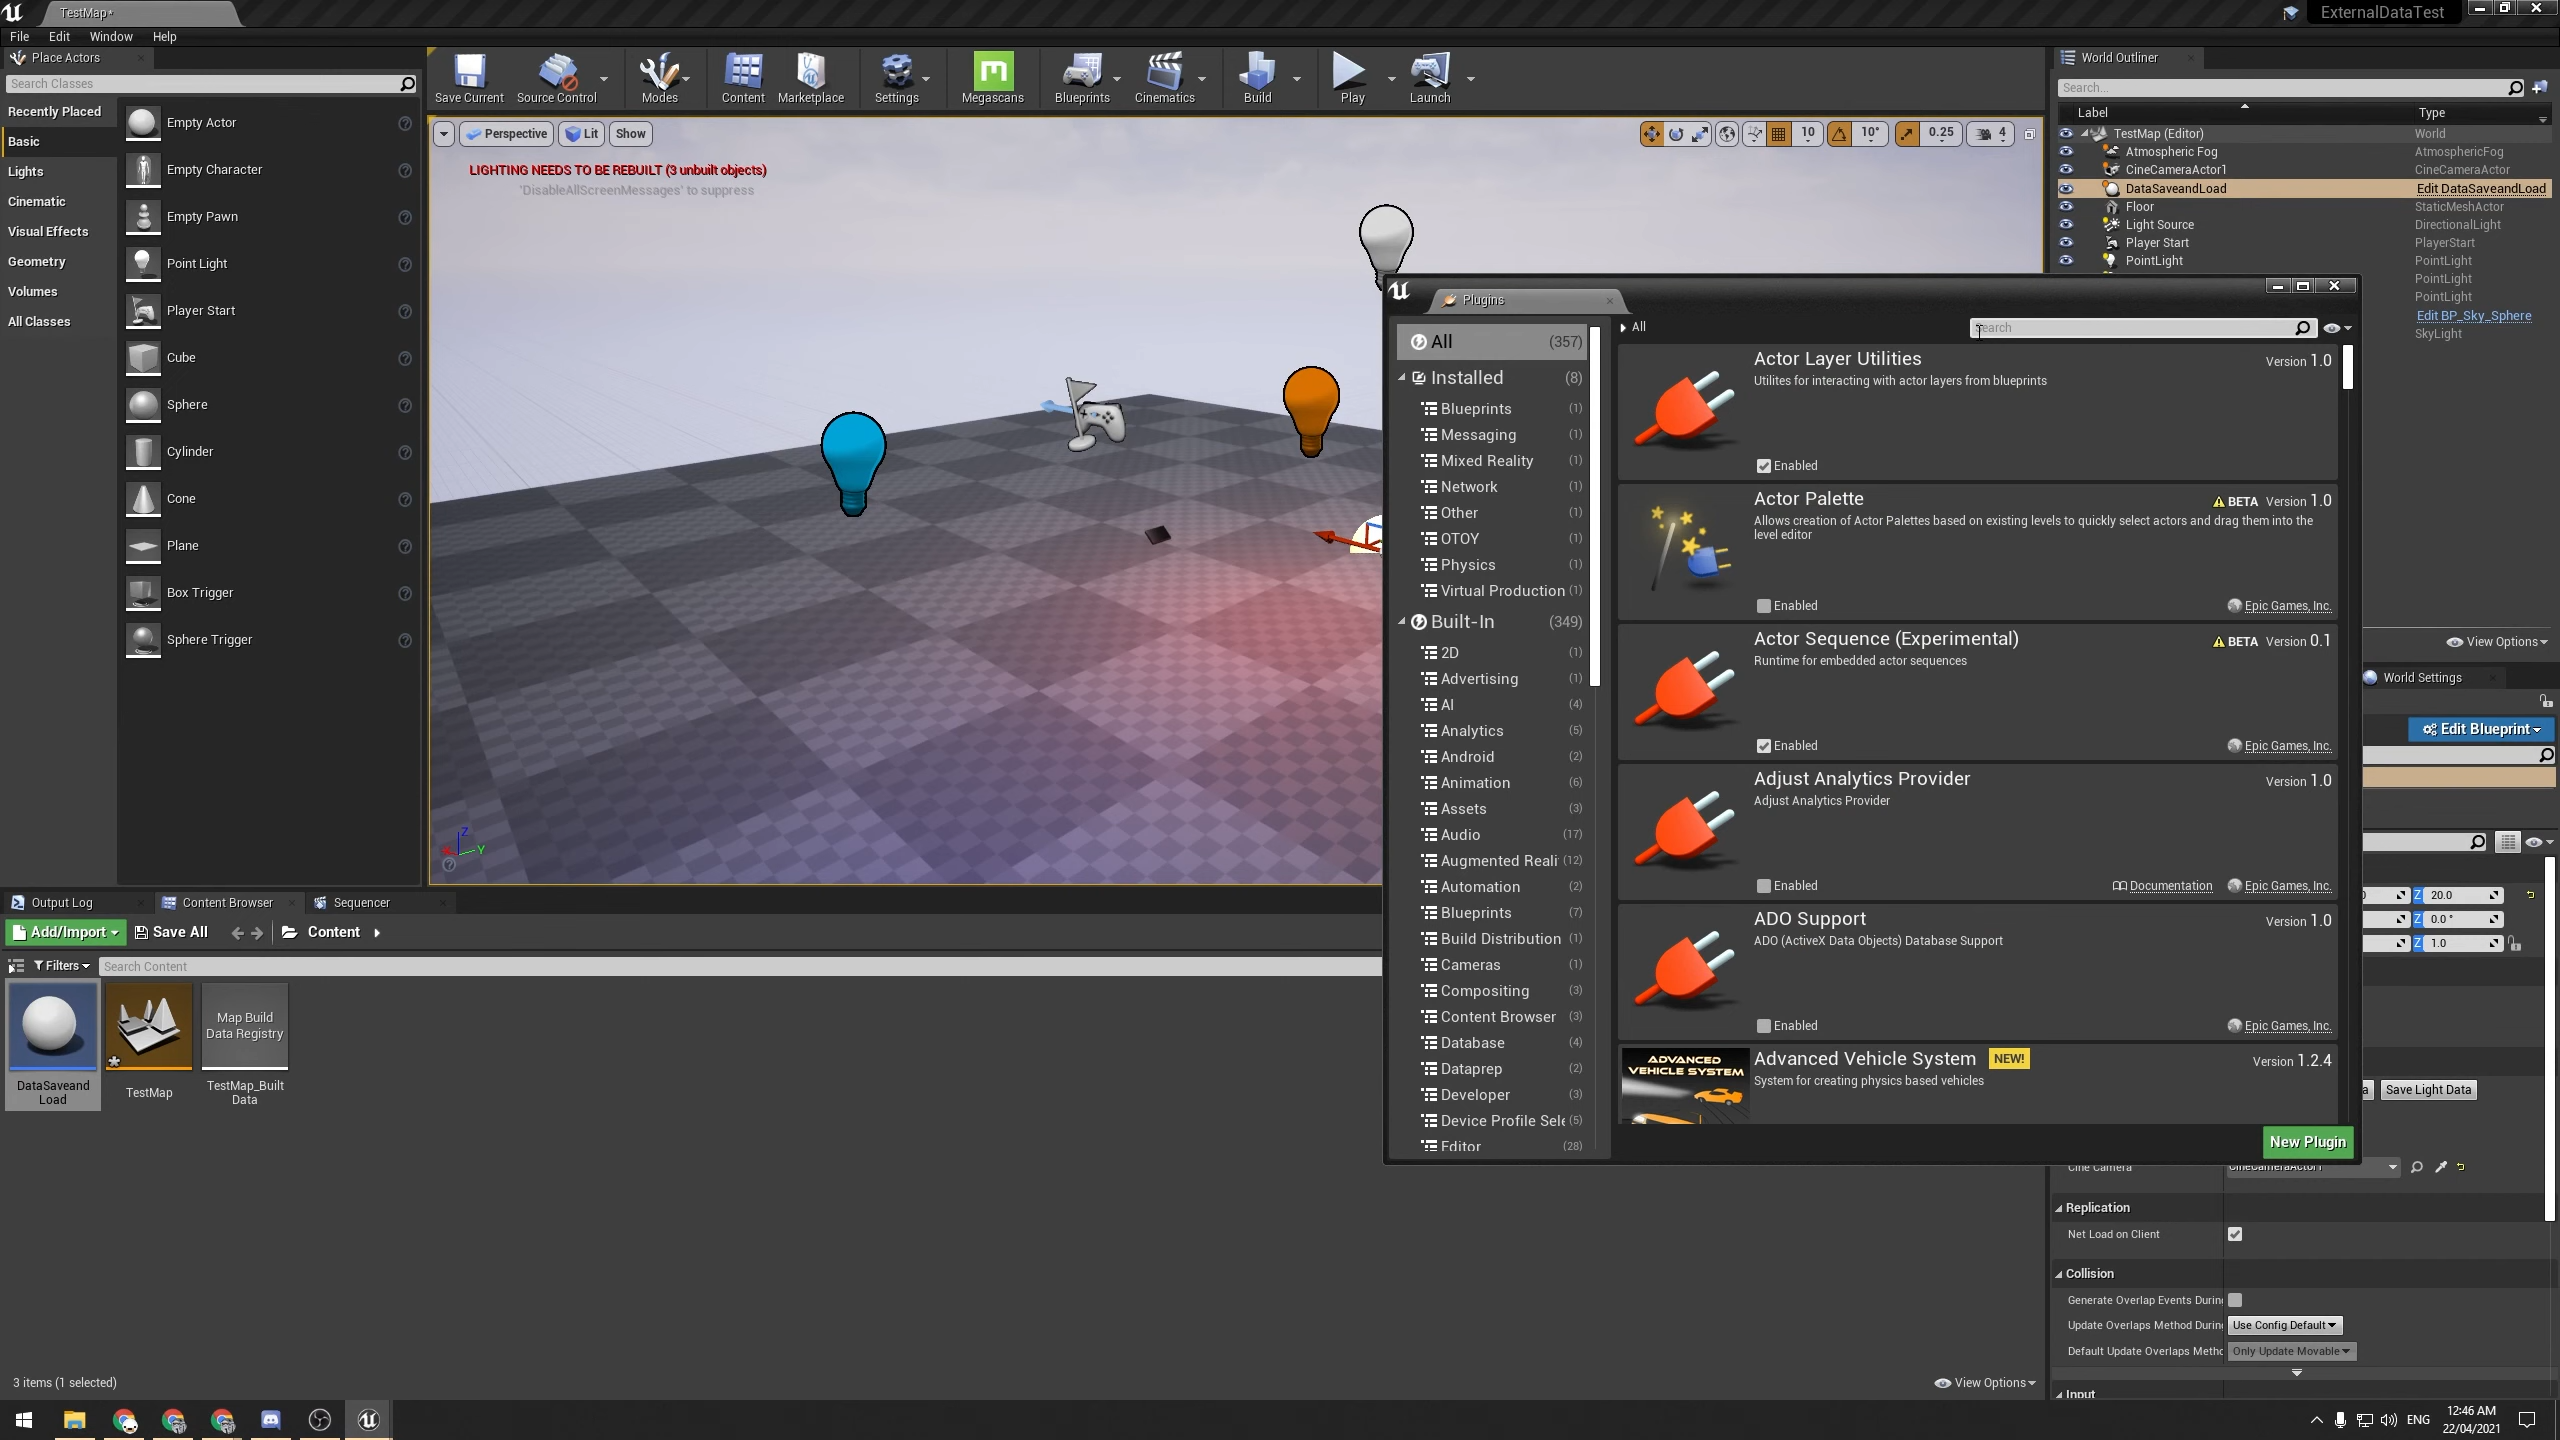 TestMap*
ExternalDataTest
File Edit Window Help
Place Actors
Search Classes
Recently Placed
Basic
Lights
Cinematic
Visual Effects
Geometry
Volumes
All Classes
Empty Actor
Empty Character
Empty Pawn
Point Light
Player Start
Cube
Sphere
Cylinder
Cone
Plane
Box Trigger
Sphere Trigger
Save Current Source Control Modes Content Marketplace Settings Megascans Blueprints Cinematics Build Play Launch
Perspective Lit Show
10 10° 0.25 4
LIGHTING NEEDS TO BE REBUILT (3 unbuilt objects)
'DisableAllScreenMessages' to suppress
Z
Y
World Outliner
Search...
Label Type
TestMap (Editor) World
Atmospheric Fog AtmosphericFog
CineCameraActor1 CineCameraActor
DataSaveandLoad Edit DataSaveandLoad
Floor StaticMeshActor
Light Source DirectionalLight
Player Start PlayerStart
PointLight PointLight
PointLight
PointLight
Edit BP_Sky_Sphere
SkyLight
View Options
World Settings
Edit Blueprint
Z 20.0
Z 0.0 °
Z 1.0
a Save Light Data
Cine Camera CineCameraActor1
Replication
Net Load on Client
Collision
Generate Overlap Events During
Update Overlaps Method During Use Config Default
Default Update Overlaps Metho Only Update Movable
Input
Plugins
All (357)
Installed (8)
Blueprints (1)
Messaging (1)
Mixed Reality (1)
Network (1)
Other (1)
OTOY (1)
Physics (1)
Virtual Production (1)
Built-In (349)
2D (1)
Advertising (1)
AI (4)
Analytics (5)
Android (2)
Animation (6)
Assets (3)
Audio (17)
Augmented Reali (12)
Automation (2)
Blueprints (7)
Build Distribution (1)
Cameras (1)
Compositing (3)
Content Browser (3)
Database (4)
Dataprep (2)
Developer (3)
Device Profile Sele (5)
Editor (28)
All
Search
Actor Layer Utilities Version 1.0
Utilites for interacting with actor layers from blueprints
Enabled
Actor Palette BETA Version 1.0
Allows creation of Actor Palettes based on existing levels to quickly select actors and drag them into the
level editor
Enabled Epic Games, Inc.
Actor Sequence (Experimental) BETA Version 0.1
Runtime for embedded actor sequences
Enabled Epic Games, Inc.
Adjust Analytics Provider Version 1.0
Adjust Analytics Provider
Enabled Documentation Epic Games, Inc.
ADO Support Version 1.0
ADO (ActiveX Data Objects) Database Support
Enabled Epic Games, Inc.
ADVANCED
VEHICLE SYSTEM
Advanced Vehicle System NEW! Version 1.2.4
System for creating physics based vehicles
New Plugin
Output Log Content Browser Sequencer
Add/Import Save All Content
Filters Search Content
DataSaveand
Load
TestMap
Map Build
Data Registry
TestMap_Built
Data
3 items (1 selected)
View Options
ENG
12:46 AM
22/04/2021